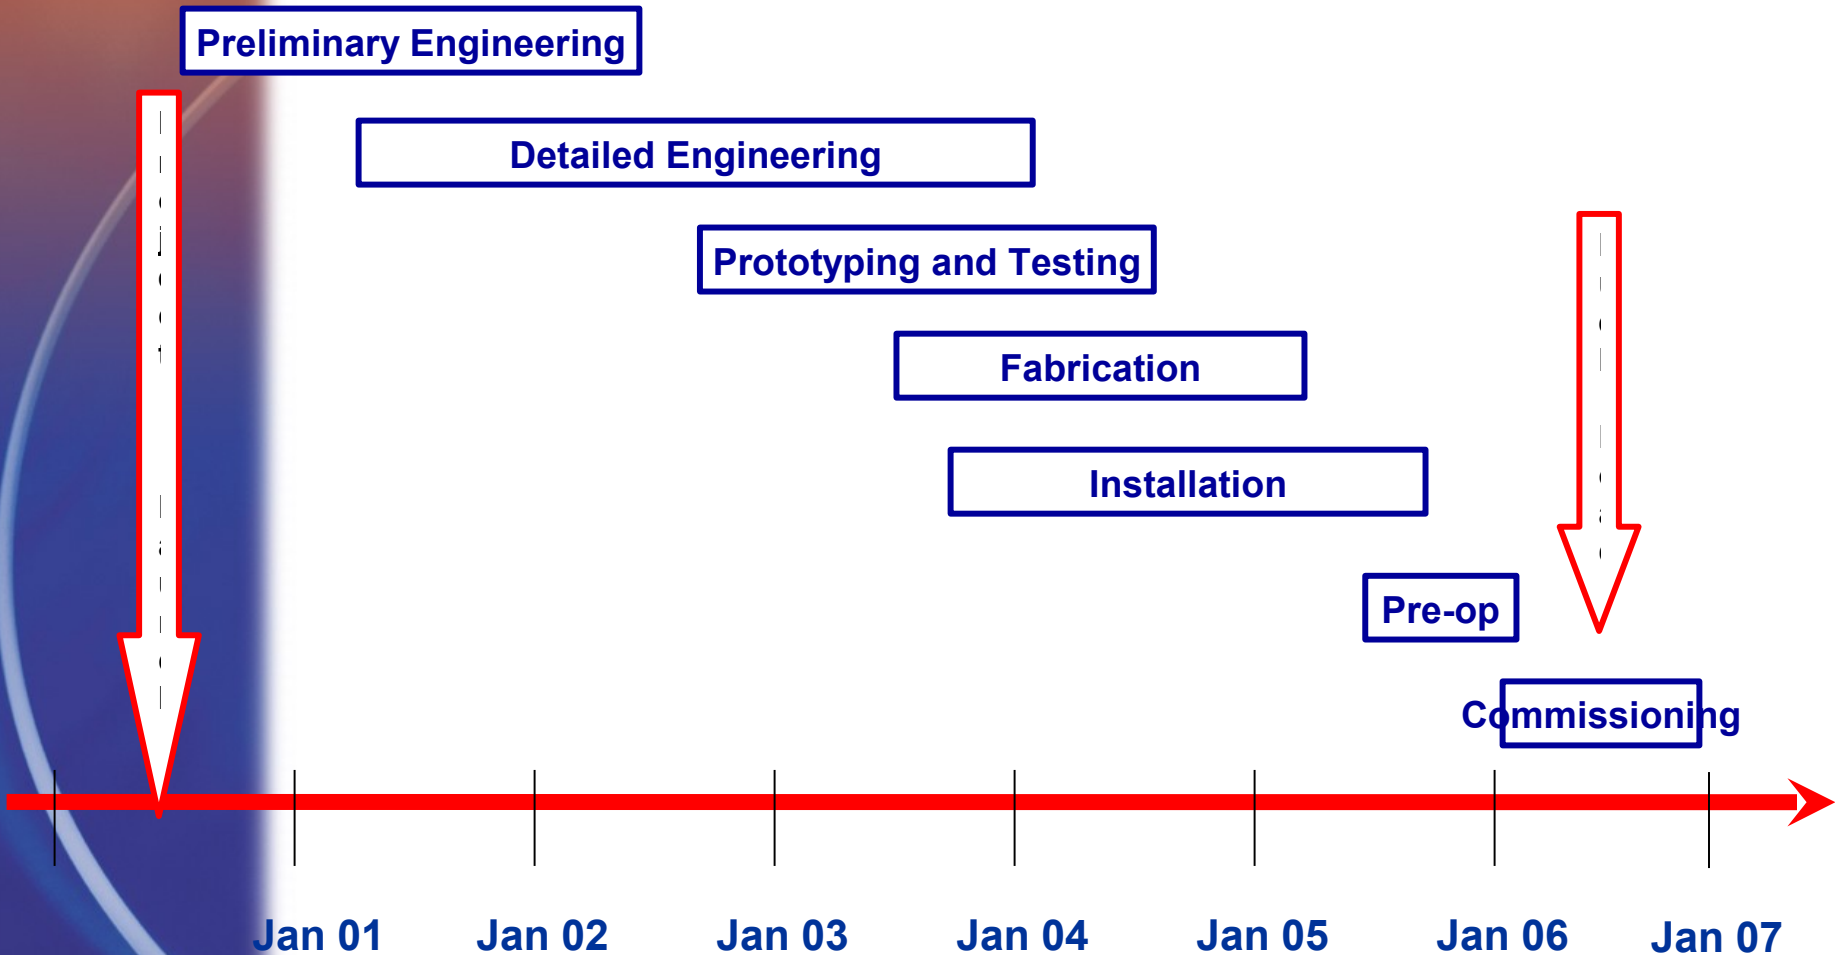 Preliminary Engineering
Detailed Engineering
Prototyping and Testing
Fabrication
Installation
Pre-op
Commissioning
Jan 01
Jan 02
Jan 03
Jan 04
Jan 05
Jan 06
Jan 07